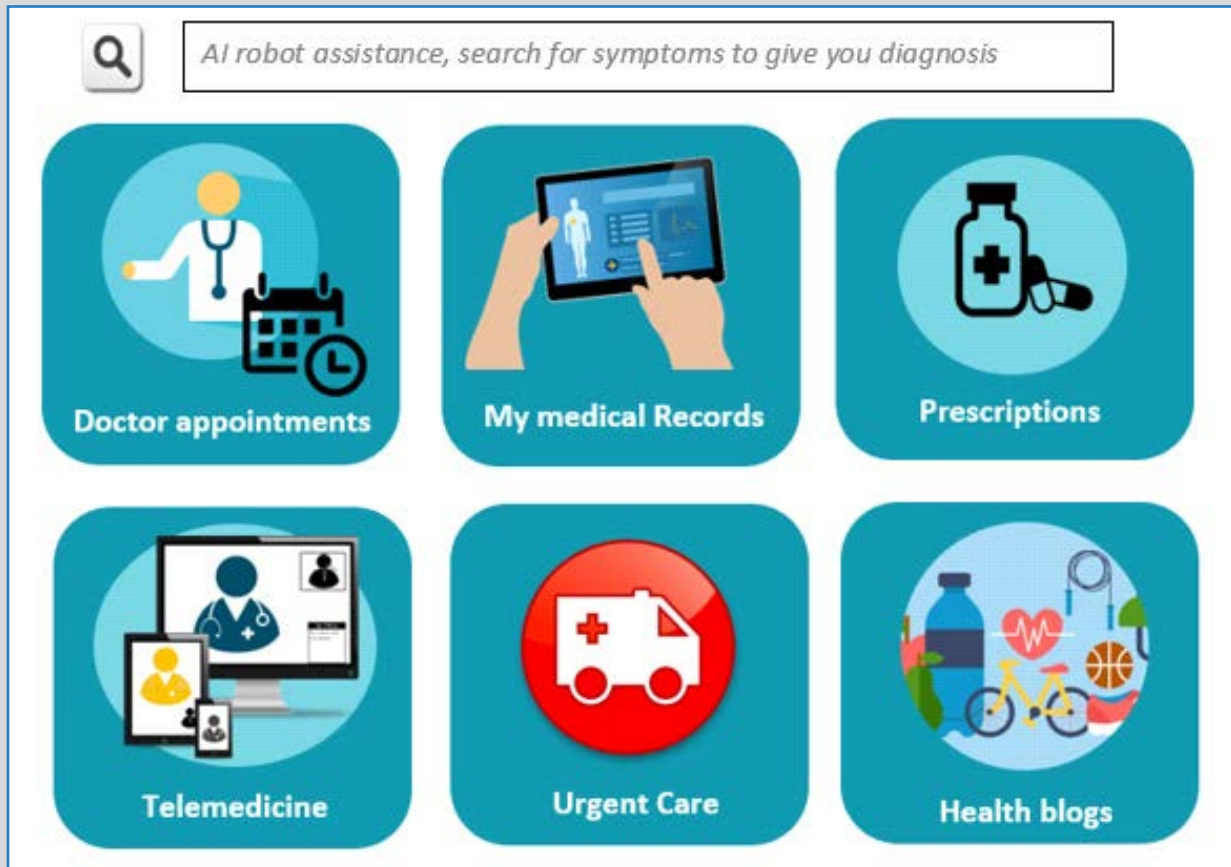 AI robot assistance, search for symptoms to give you diagnosis
Doctor appointments
My medical Records
Prescriptions
Telemedicine
Urgent Care
Health blogs